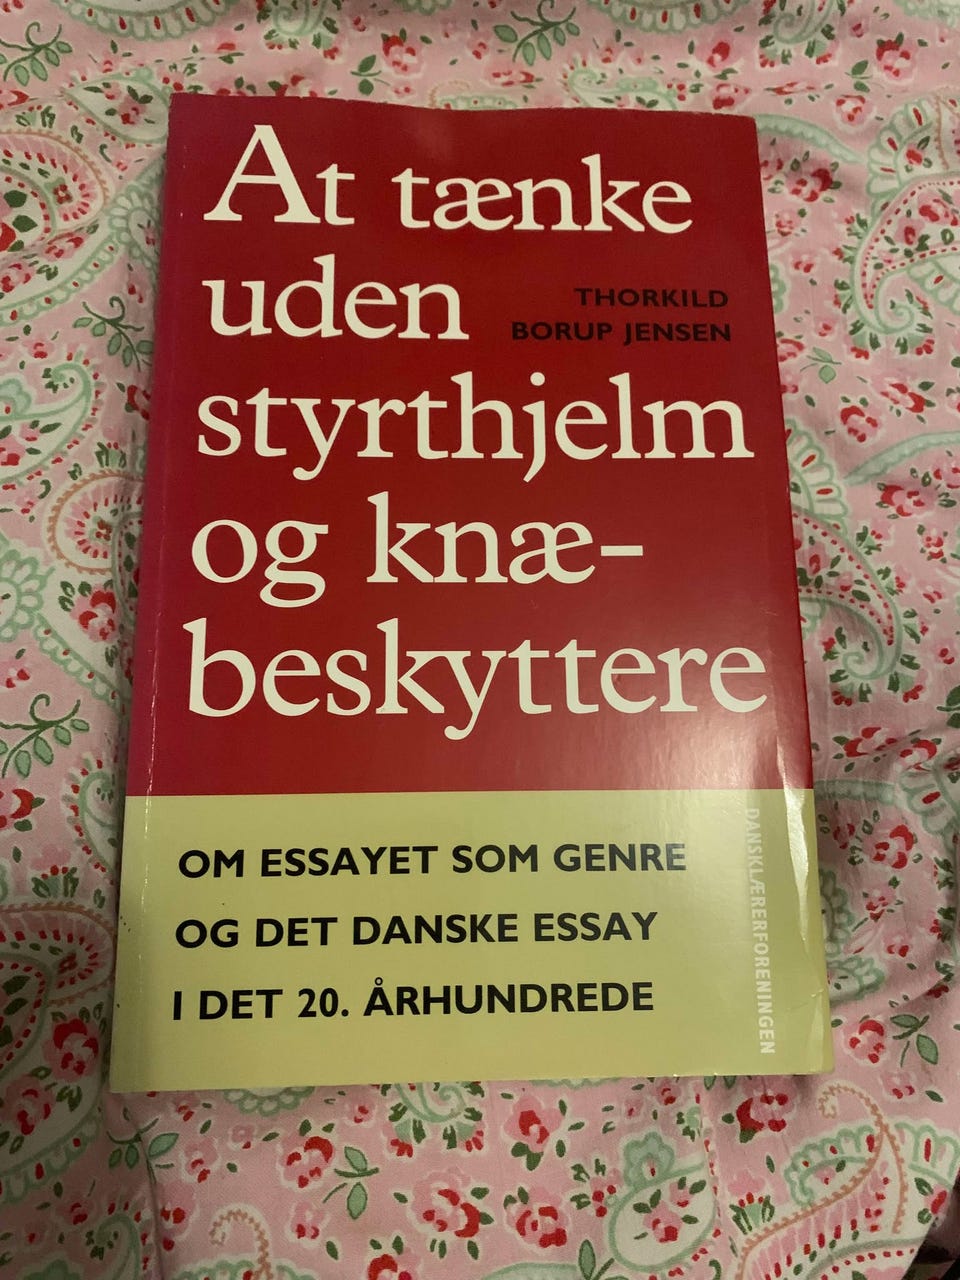 At tænke
uden
THORKILD
BORUP JENSEN
styrthjelm
og knæ-
beskyttere
OM ESSAYET SOM GENRE
OG DET DANSKE ESSAY
I DET 20. ÅRHUNDREDE
DANSKLÆRERFORENINGEN